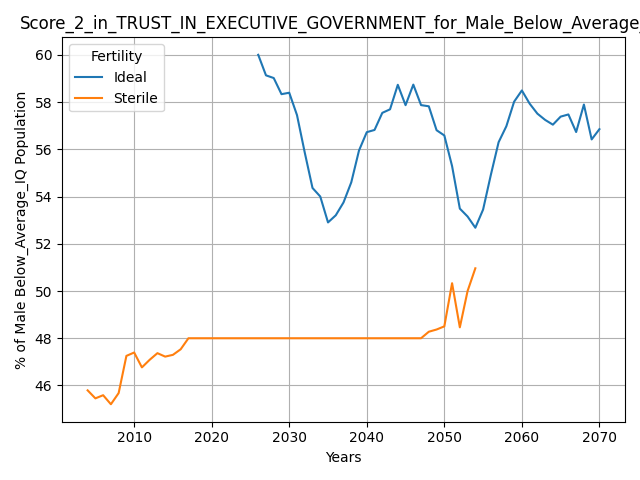 Score_2_in_TRUST_IN_EXECUTIVE_GOVERNMENT_for_Male_Below_Average_
Fertility
Ideal
Sterile
% of Male Below_Average_IQ Population
60
58
56
54
52
50
48
46
2010
2020
2030
2040
2050
2060
2070
Years